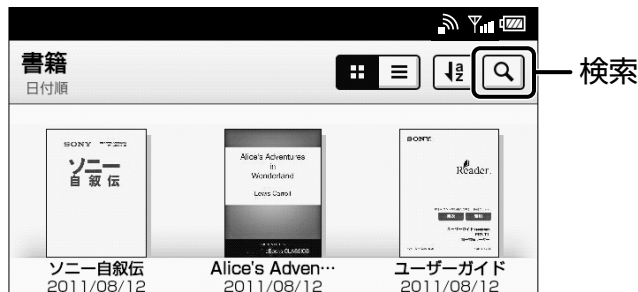 書籍
日付順
a
z
検索
SONY
ソニー
自叙伝
Alice's Adventures
in
Wonderland
Lewis Carroll
CLASSICS
SONY
Reader
ソニー自叙伝
Alice's Adven…
ユーザーガイド
2011/08/12
2011/08/12
2011/08/12